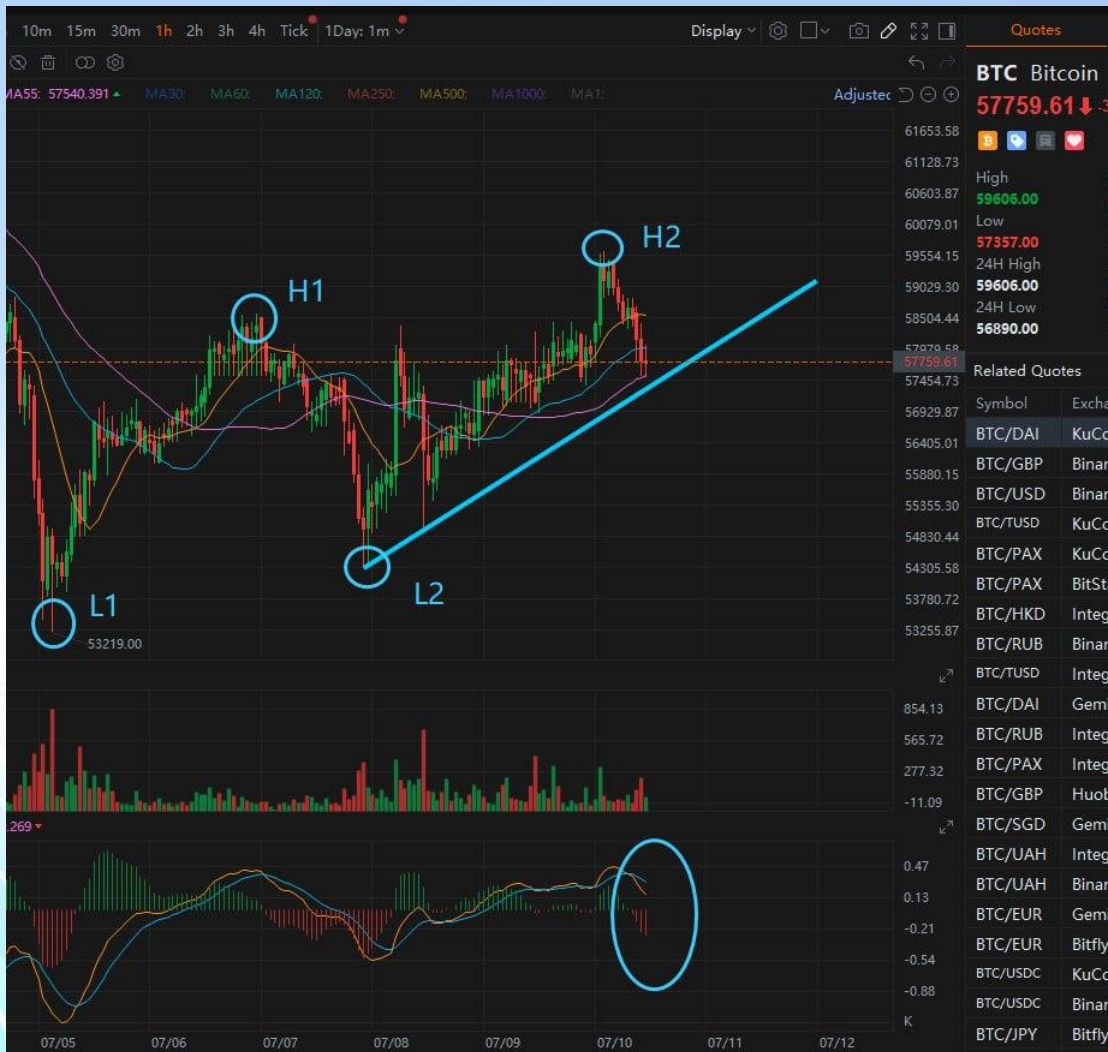 10m 15m 30m 1h 2h 3h 4h Tick 1Day: 1m Display Quotes
MA55: 57540.391 MA30: MA60: MA120: MA250: MA500: MA1000: MA1: Adjusted
BTC Bitcoin
57759.61
High
59606.00
Low
57357.00
24H High
59606.00
24H Low
56890.00
Related Quotes
Symbol
BTC/DAI
BTC/GBP
BTC/USD
BTC/TUSD
BTC/PAX
BTC/PAX
BTC/HKD
BTC/RUB
BTC/TUSD
BTC/DAI
BTC/RUB
BTC/PAX
BTC/GBP
BTC/SGD
BTC/UAH
BTC/UAH
BTC/EUR
BTC/EUR
BTC/USDC
BTC/USDC
BTC/JPY
61653.58
61128.73
60603.87
60079.01
59554.15
59029.30
58504.44
57979.58
57759.61
57454.73
56929.87
56405.01
55880.15
55355.30
54830.44
54305.58
53780.72
53255.87
H1
H2
L1
L2
53219.00
854.13
565.72
277.32
-11.09
.269
0.47
0.13
-0.21
-0.54
-0.88
K
07/05 07/06 07/07 07/08 07/09 07/10 07/11 07/12